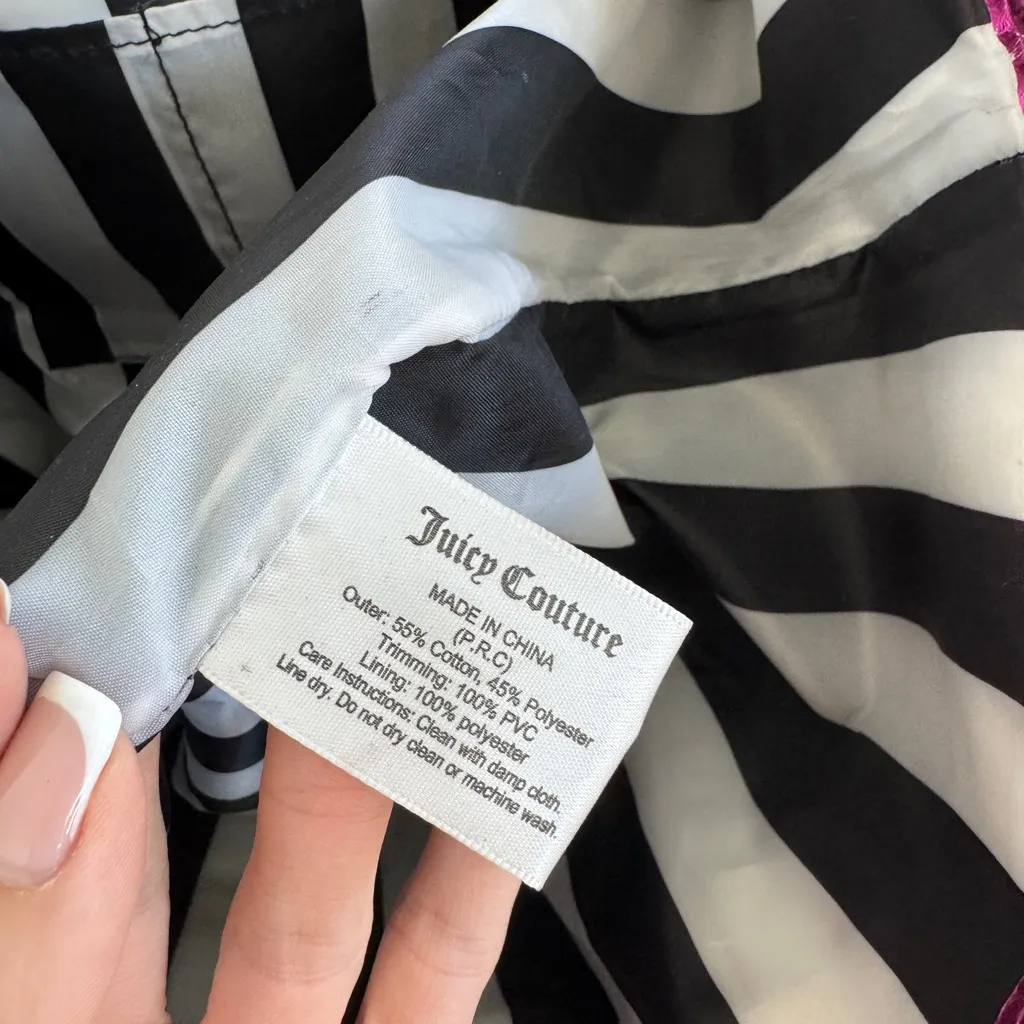 Juicy Couture
MADE IN CHINA
(P.R.C)
Outer: 55% Cotton, 45% Polyester
Trimming: 100% PVC
Lining: 100% polyester
Care Instructions: Clean with damp cloth.
Line dry. Do not dry clean or machine wash.